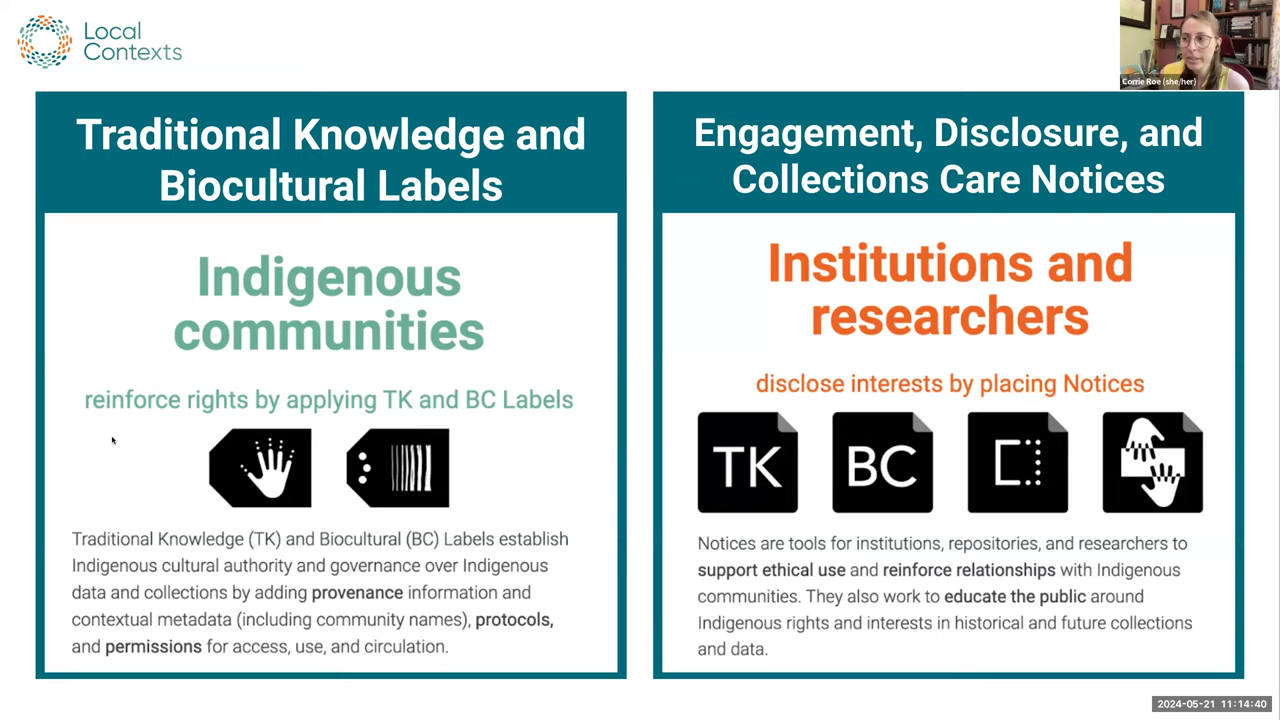 Local
Contexts
Corrie Roe (she/her)
Traditional Knowledge and
Biocultural Labels
Indigenous
communities
reinforce rights by applying TK and BC Labels
Traditional Knowledge (TK) and Biocultural (BC) Labels establish
Indigenous cultural authority and governance over Indigenous
data and collections by adding provenance information and
contextual metadata (including community names), protocols,
and permissions for access, use, and circulation.
Engagement, Disclosure, and
Collections Care Notices
Institutions and
researchers
disclose interests by placing Notices
TK
BC
Notices are tools for institutions, repositories, and researchers to
support ethical use and reinforce relationships with Indigenous
communities. They also work to educate the public around
Indigenous rights and interests in historical and future collections
and data.
2024-05-21 11:14:40